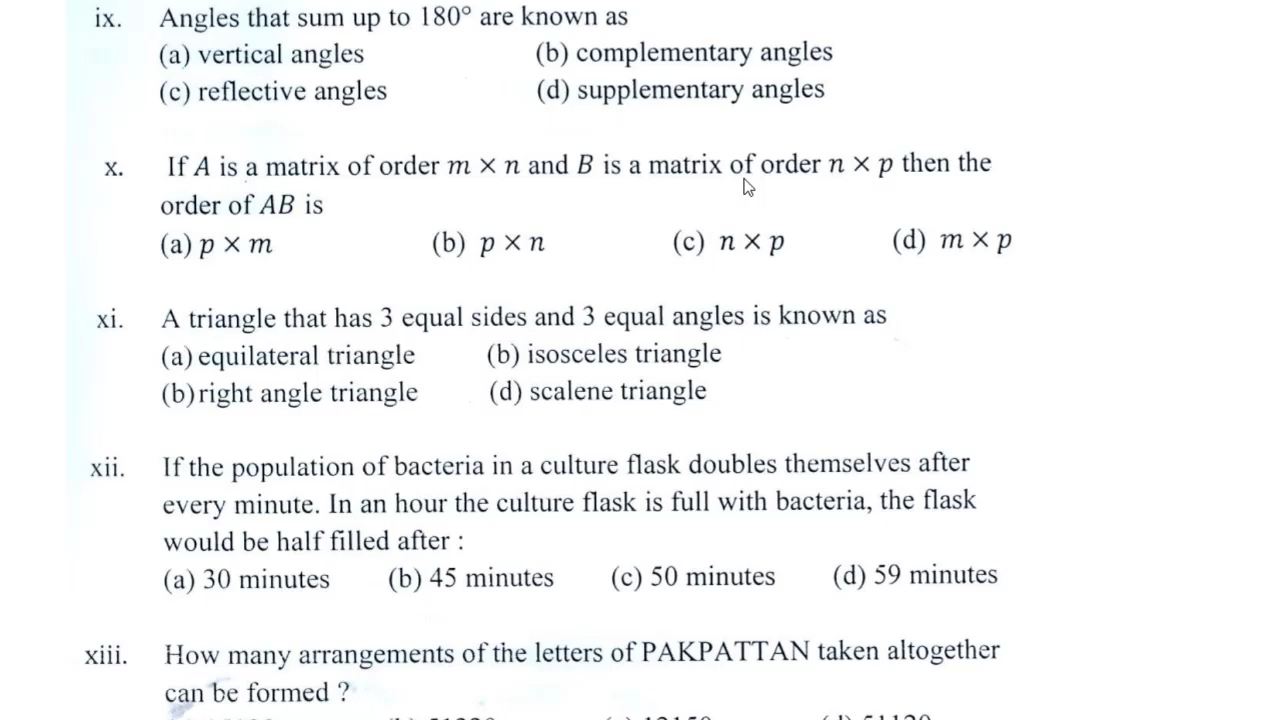 ix. Angles that sum up to 180° are known as
(a) vertical angles (b) complementary angles
(c) reflective angles (d) supplementary angles
x. If A is a matrix of order m × n and B is a matrix of order n × p then the
order of AB is
(a) p × m (b) p × n (c) n × p (d) m × p
xi. A triangle that has 3 equal sides and 3 equal angles is known as
(a) equilateral triangle (b) isosceles triangle
(b) right angle triangle (d) scalene triangle
xii. If the population of bacteria in a culture flask doubles themselves after
every minute. In an hour the culture flask is full with bacteria, the flask
would be half filled after :
(a) 30 minutes (b) 45 minutes (c) 50 minutes (d) 59 minutes
xiii. How many arrangements of the letters of PAKPATTAN taken altogether
can be formed ?